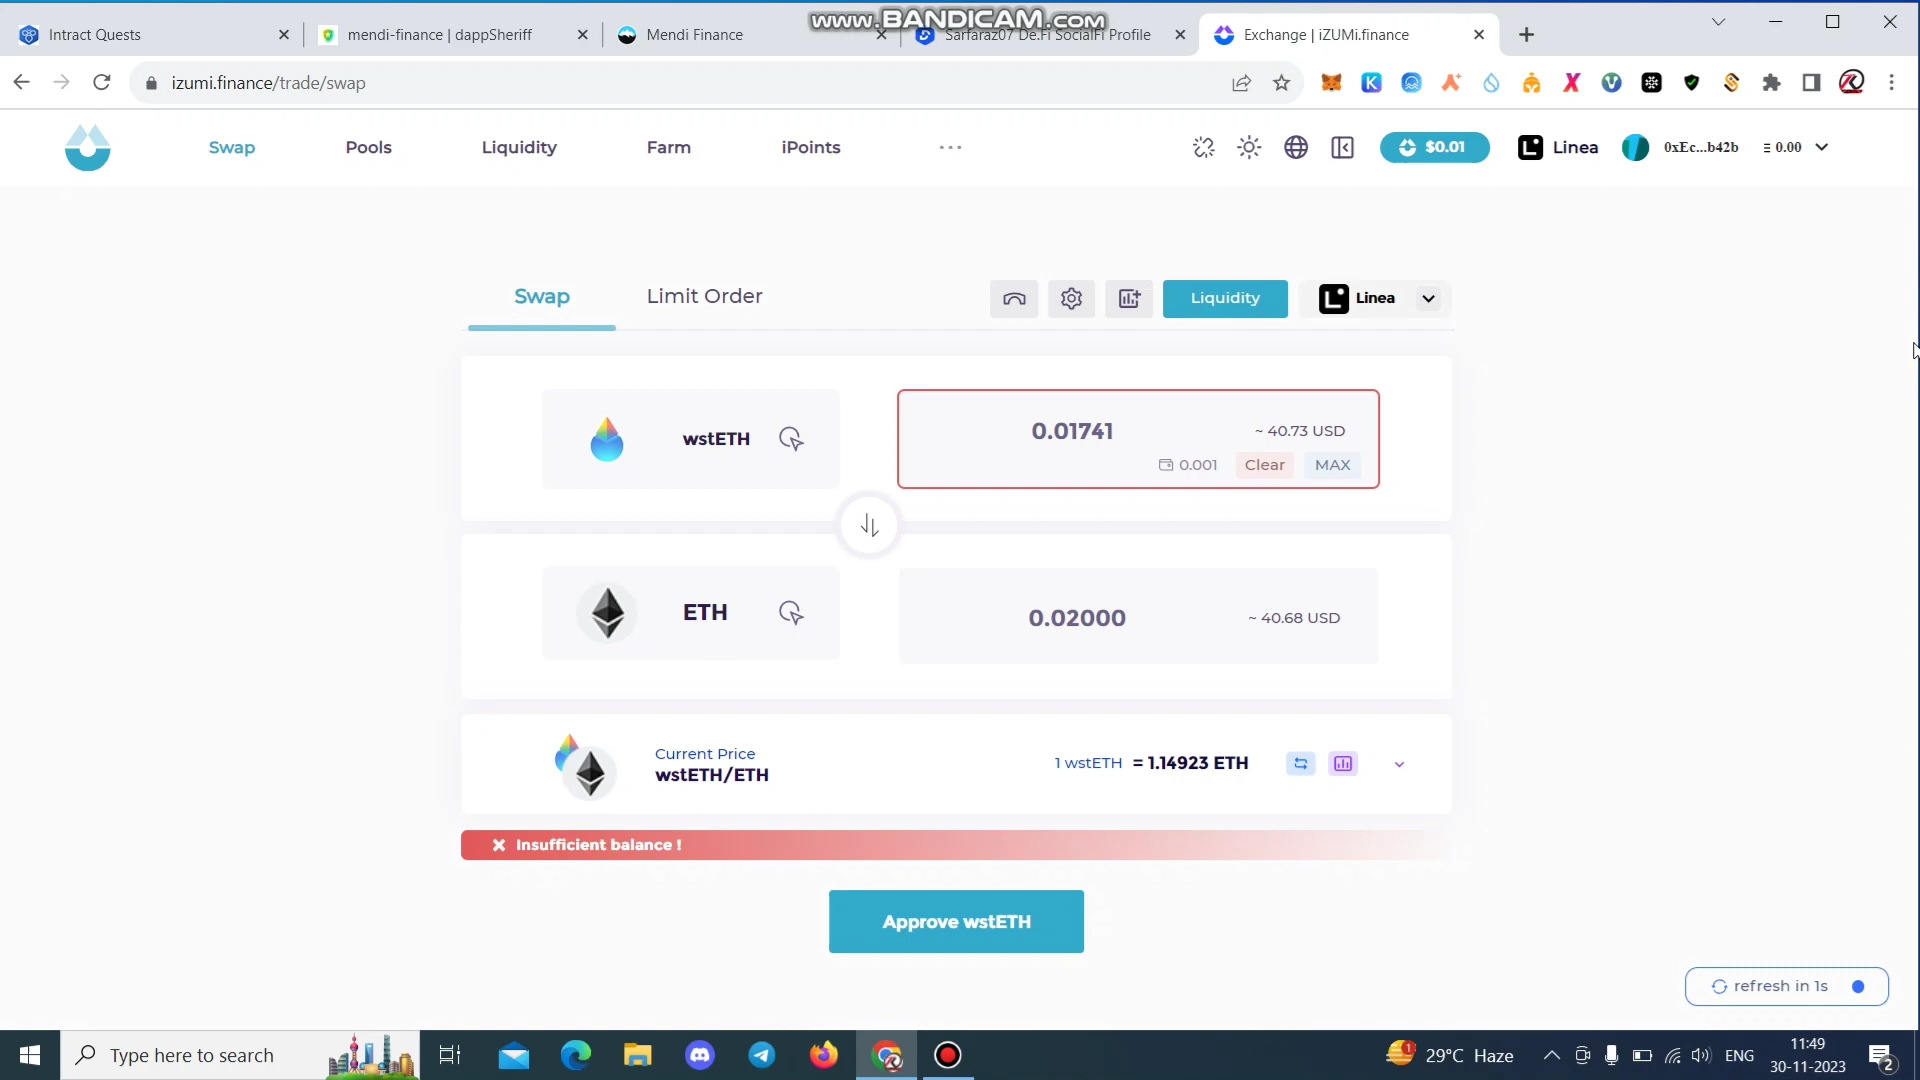 www.BANDICAM.com
Intract Quests
mendi-finance | dappSheriff
Mendi Finance
Sarfaraz07 De.Fi SocialFi Profile
Exchange | iZUMi.finance
izumi.finance/trade/swap
Swap
Pools
Liquidity
Farm
iPoints
$0.01
Linea
0xEc...b42b
Ξ 0.00
Swap
Limit Order
Liquidity
Linea
wstETH
0.01741
~ 40.73 USD
0.001
Clear
MAX
ETH
0.02000
~ 40.68 USD
Current Price
wstETH/ETH
1 wstETH = 1.14923 ETH
Insufficient balance !
Approve wstETH
refresh in 1s
Type here to search
1
29°C Haze
ENG
11:49
30-11-2023
2